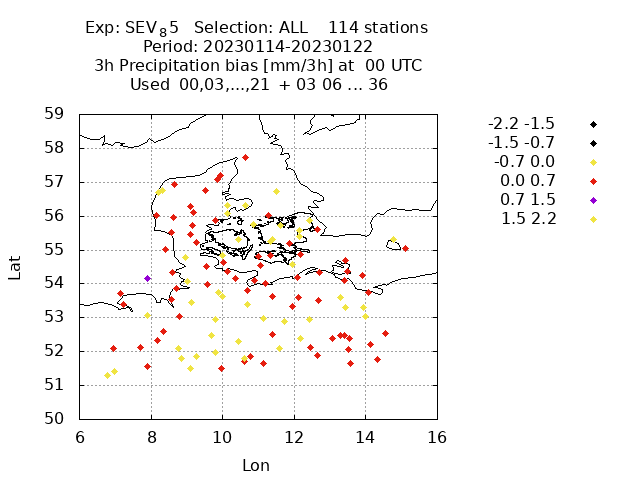 Exp: SEV85 Selection: ALL 114 stations
Period: 20230114-20230122
3h Precipitation bias [mm/3h] at 00 UTC
Used 00,03,...,21 + 03 06 ... 36
59
58
57
56
55
54
53
52
51
50
6 8 10 12 14 16
Lat
Lon
-2.2 -1.5
-1.5 -0.7
-0.7 0.0
0.0 0.7
0.7 1.5
1.5 2.2